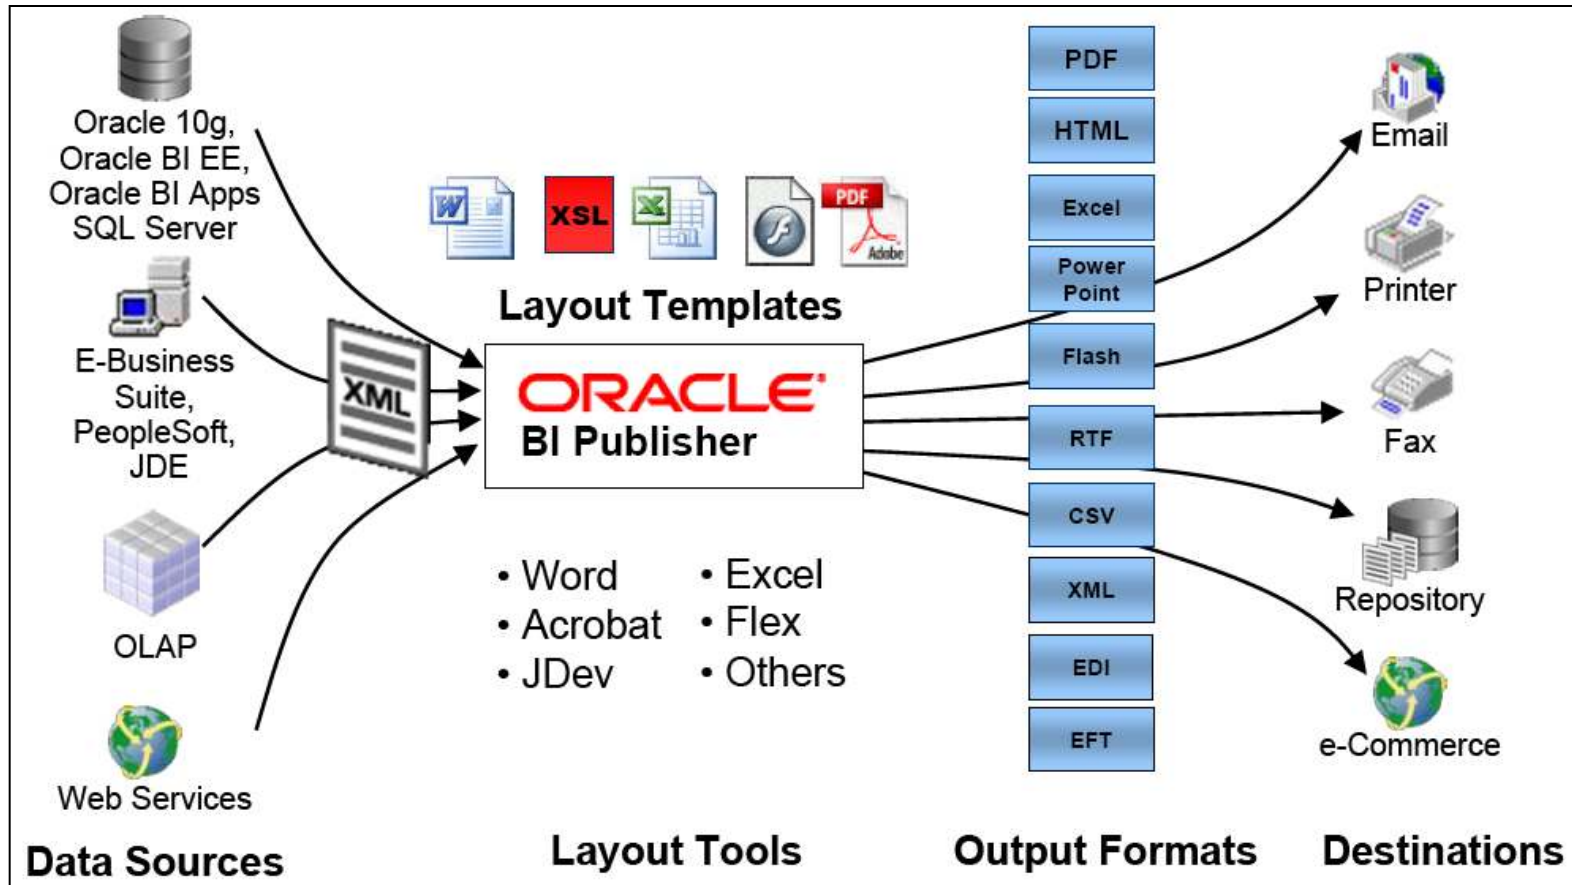 Oracle 10g,
Oracle BI EE,
Oracle BI Apps
SQL Server
E-Business
Suite,
PeopleSoft,
JDE
OLAP
Web Services
Data Sources
XML
W
XSL
X
f
PDF
Adobe
Layout Templates
ORACLE®
BI Publisher
• Word
• Acrobat
• JDev
• Excel
• Flex
• Others
Layout Tools
PDF
HTML
Excel
Power
Point
Flash
RTF
CSV
XML
EDI
EFT
Output Formats
Email
Printer
Fax
Repository
e-Commerce
Destinations